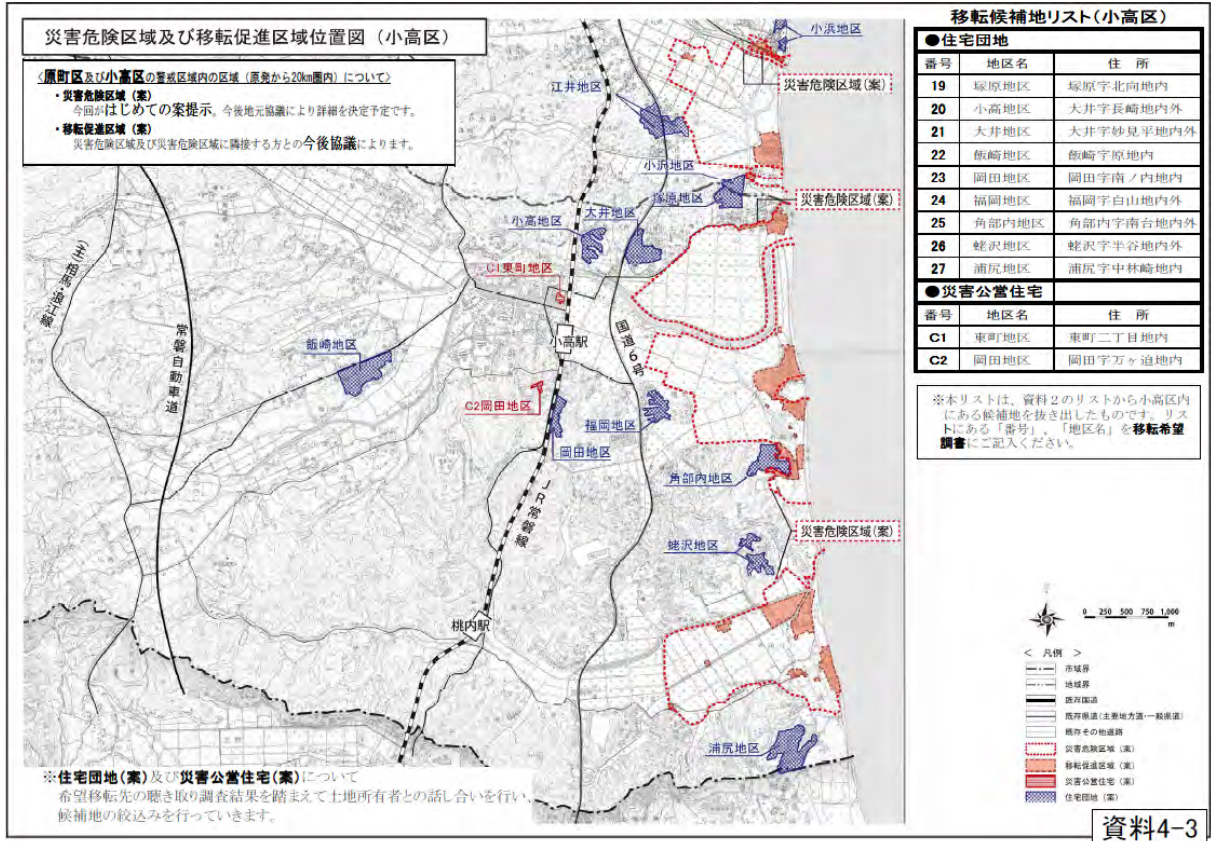 災害危険区域及び移転促進区域位置図（小高区）
〈原町区及び小高区の警戒区域内の区域（原発から20km圏内）について〉
・災害危険区域（案）
今回がはじめての案提示。今後地元協議により詳細を決定予定です。
・移転促進区域（案）
災害危険区域及び災害危険区域に隣接する方との今後協議によります。
小浜地区
災害危険区域(案)
江井地区
小沢地区
塚原地区
災害危険区域(案)
小高地区
大井地区
C1東町地区
(主)相馬・浪江線
常磐自動車道
国道6号
小高駅
飯崎地区
C2岡田地区
福岡地区
岡田地区
角部内地区
JR常磐線
災害危険区域(案)
蛯沢地区
桃内駅
浦尻地区
※住宅団地(案)及び災害公営住宅(案)について
希望移転先の聴き取り調査結果を踏まえて土地所有者との話し合いを行い、
候補地の絞込みを行っていきます。
移転候補地リスト(小高区)
●住宅団地
番号 地区名 住 所
19 塚原地区 塚原字北向地内
20 小高地区 大井字長崎地内外
21 大井地区 大井字妙見平地内外
22 飯崎地区 飯崎字原地内
23 岡田地区 岡田字南ノ内地内
24 福岡地区 福岡字白山地内外
25 角部内地区 角部内字南台地内外
26 蛯沢地区 蛯沢字半谷地内外
27 浦尻地区 浦尻字中林崎地内
●災害公営住宅
番号 地区名 住 所
C1 東町地区 東町二丁目地内
C2 岡田地区 岡田字万ヶ迫地内
※本リストは、資料２のリストから小高区内
にある候補地を抜き出したものです。リス
トにある「番号」、「地区名」を移転希望
調書にご記入ください。
0 250 500 750 1,000
m
< 凡例 >
市域界
地域界
既存国道
既存県道(主要地方道・一般県道)
既存その他道路
災害危険区域（案）
移転促進区域（案）
災害公営住宅（案）
住宅団地（案）
資料4-3